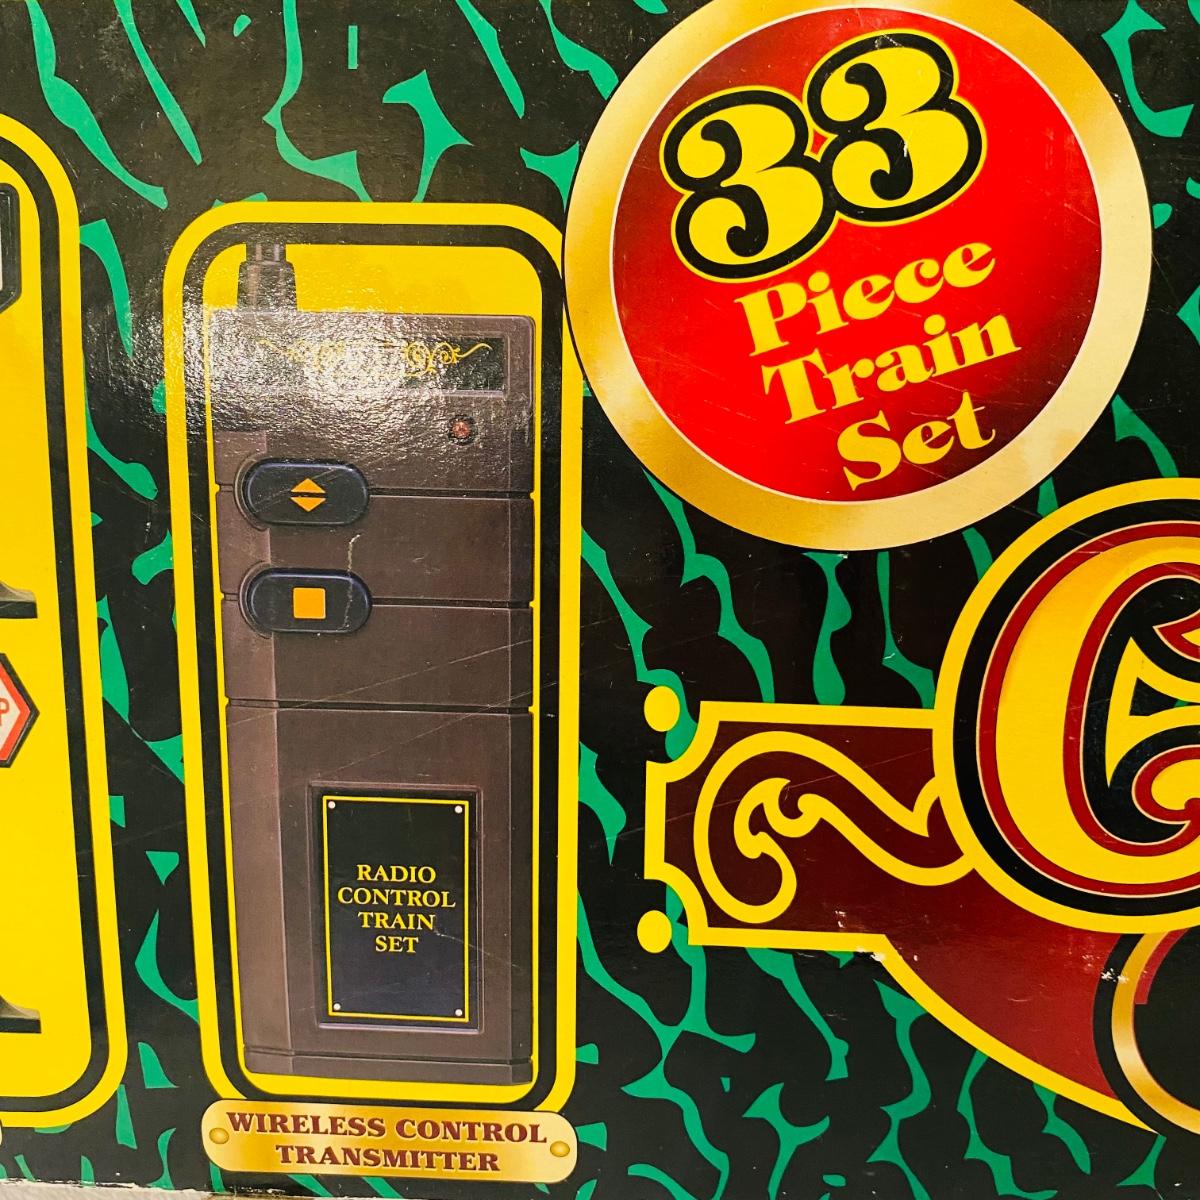 33
Piece
Train
Set
RADIO
CONTROL
TRAIN
SET
WIRELESS CONTROL
TRANSMITTER